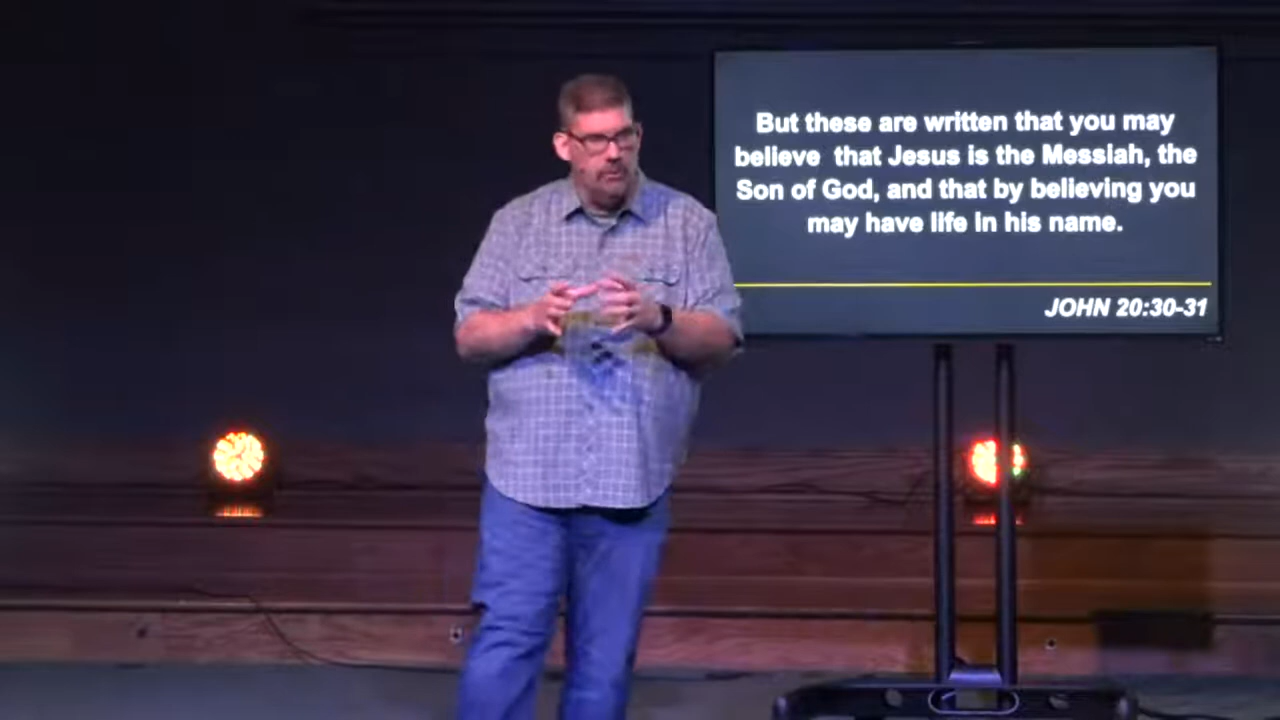 But these are written that you may
believe that Jesus is the Messiah, the
Son of God, and that by believing you
may have life in his name.
JOHN 20:30-31